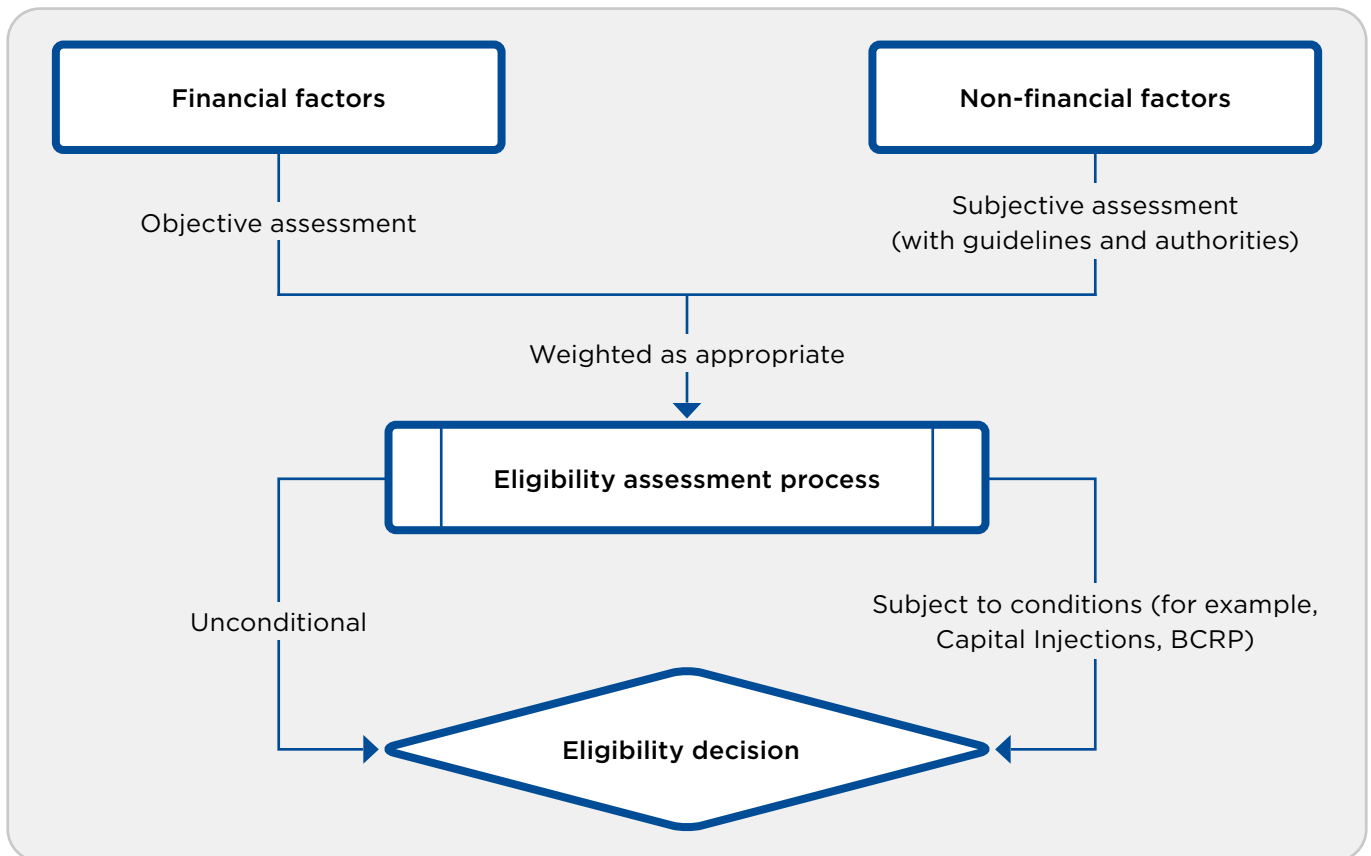 Financial factors
Non-financial factors
Objective assessment
Subjective assessment
(with guidelines and authorities)
Weighted as appropriate
Eligibility assessment process
Unconditional
Subject to conditions (for example,
Capital Injections, BCRP)
Eligibility decision